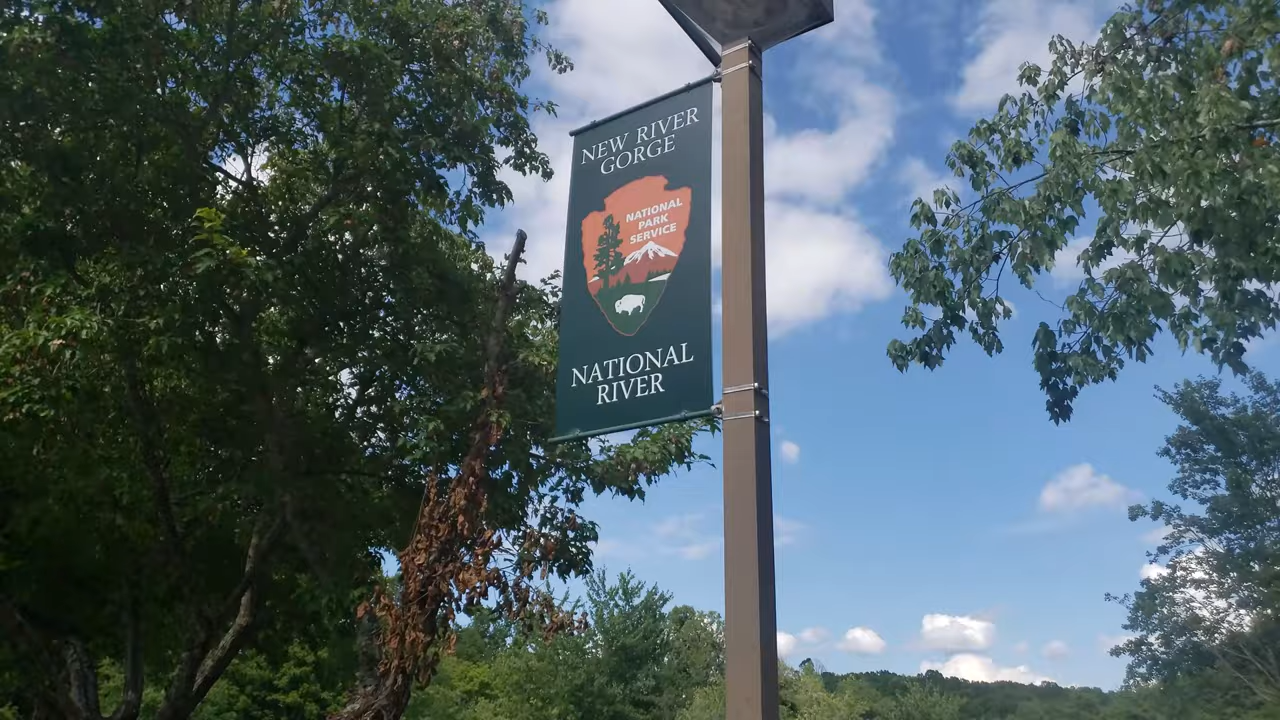 NEW RIVER
GORGE
NATIONAL
PARK
SERVICE
NATIONAL
RIVER